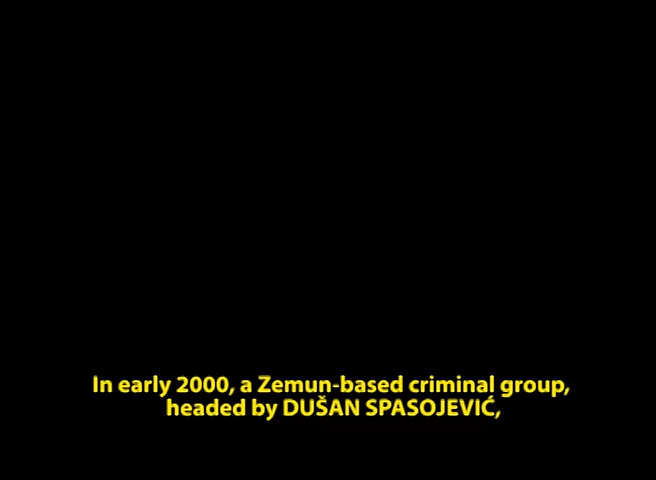 In early 2000, a Zemun-based criminal group,
headed by DUŠAN SPASOJEVIĆ,